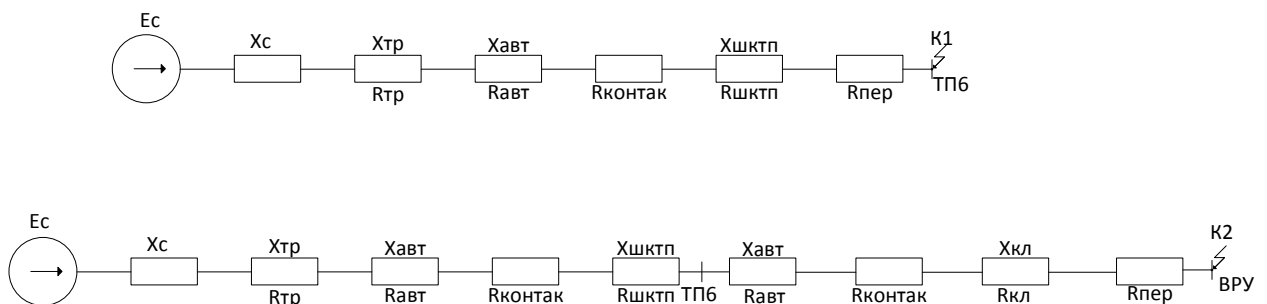 Ес
Хс Хтр Хавт Хшктп К1
Rтр Rавт Rконтак Rшктп Rпер ТП6
Ес
Хс Хтр Хавт Хшктп Хавт Хкл К2
Rтр Rавт Rконтак Rшктп ТП6 Rавт Rконтак Rкл Rпер ВРУ